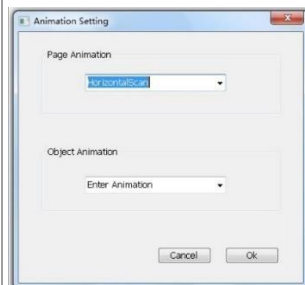 Animation Setting
Page Animation
HorizontalScan
Object Animation
Enter Animation
Cancel
Ok